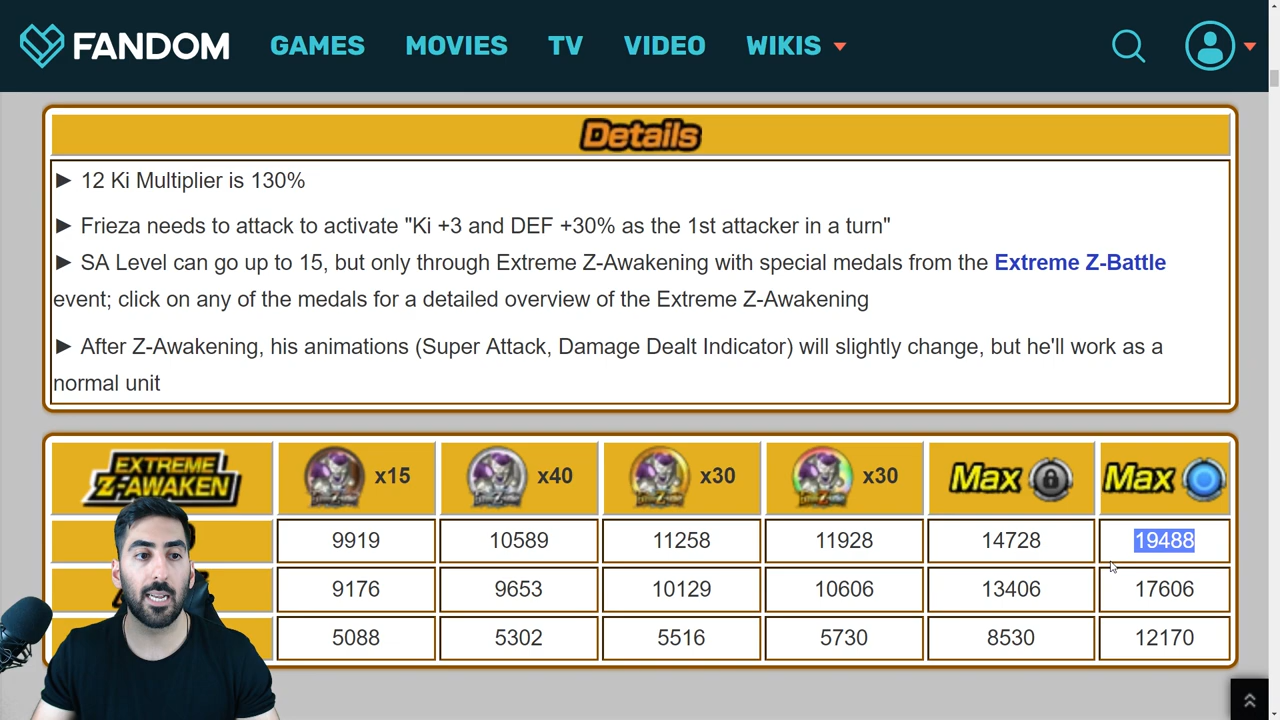 FANDOM GAMES MOVIES TV VIDEO WIKIS
Details
► 12 Ki Multiplier is 130%
► Frieza needs to attack to activate "Ki +3 and DEF +30% as the 1st attacker in a turn"
► SA Level can go up to 15, but only through Extreme Z-Awakening with special medals from the Extreme Z-Battle
event; click on any of the medals for a detailed overview of the Extreme Z-Awakening
► After Z-Awakening, his animations (Super Attack, Damage Dealt Indicator) will slightly change, but he'll work as a
normal unit
EXTREME
Z-AWAKEN
x15 x40 x30 x30 Max Max
9919 10589 11258 11928 14728 19488
9176 9653 10129 10606 13406 17606
5088 5302 5516 5730 8530 12170